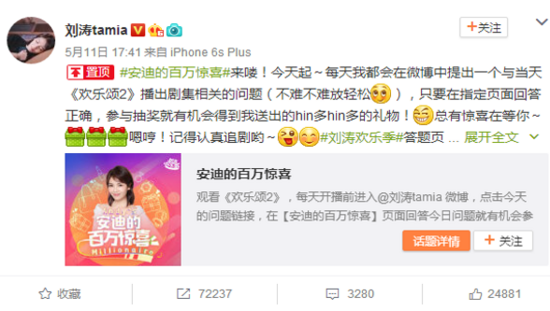 刘涛tamia
+关注
5月11日 17:41 来自 iPhone 6s Plus
置顶 #安迪的百万惊喜#来喽！今天起～每天我都会在微博中提出一个与当天
《欢乐颂2》播出剧集相关的问题（不难不难放轻松），只要在指定页面回答
正确，参与抽奖就有机会得到我送出的hin多hin多的礼物！总有惊喜在等你～
嗯哼！记得认真追剧哟～#刘涛欢乐季#答题页 ... 展开全文
安迪的百万惊喜
Millionaire
安迪的百万惊喜
观看《欢乐颂2》，每天开播前进入@刘涛tamia 微博，点击今天
的问题链接，在【安迪的百万惊喜】页面回答今日问题就有机会参
话题详情
+ 关注
收藏
72237
3280
24881